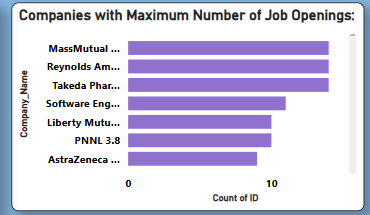 Companies with Maximum Number of Job Openings:
Company_Name
MassMutual ...
Reynolds Am...
Takeda Phar...
Software Eng...
Liberty Mutu...
PNNL 3.8
AstraZeneca ...
0 10
Count of ID